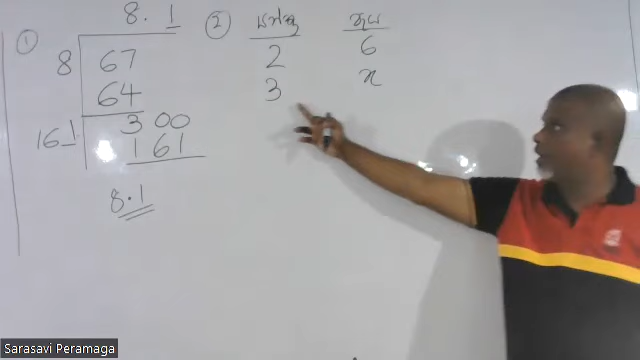 ①
8.1
8 67
64
161 3 00
1 61
8.1
②
2 6
3 x
Sarasavi Peramaga